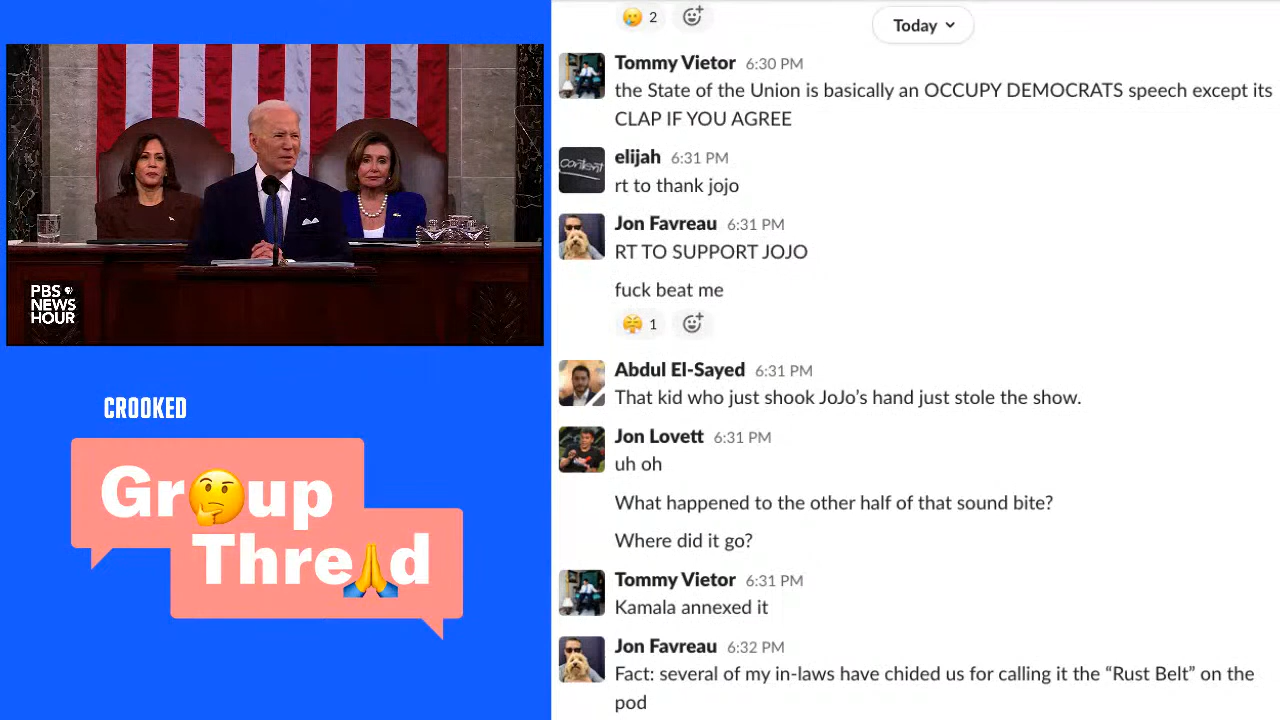 PBS
NEWS
HOUR
CROOKED
Gr🤔up
Thre🙏d
2
Today
Tommy Vietor 6:30 PM
the State of the Union is basically an OCCUPY DEMOCRATS speech except its
CLAP IF YOU AGREE
content
elijah 6:31 PM
rt to thank jojo
Jon Favreau 6:31 PM
RT TO SUPPORT JOJO
fuck beat me
1
Abdul El-Sayed 6:31 PM
That kid who just shook JoJo’s hand just stole the show.
Jon Lovett 6:31 PM
uh oh
What happened to the other half of that sound bite?
Where did it go?
Tommy Vietor 6:31 PM
Kamala annexed it
Jon Favreau 6:32 PM
Fact: several of my in-laws have chided us for calling it the “Rust Belt” on the
pod